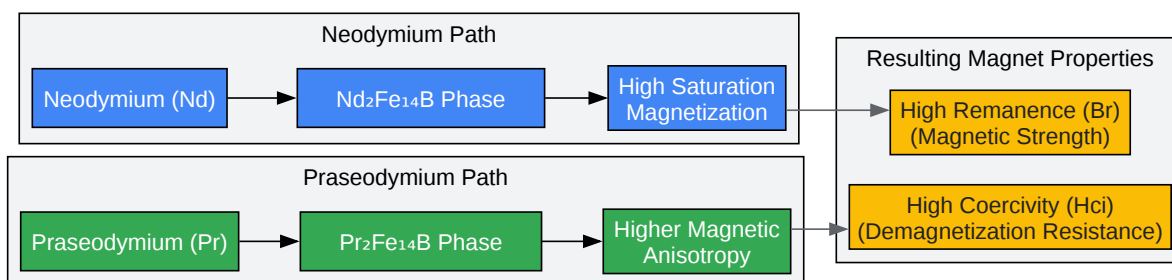 Neodymium Path
Neodymium (Nd)
Nd₂Fe₁₄B Phase
High Saturation
Magnetization
Praseodymium Path
Praseodymium (Pr)
Pr₂Fe₁₄B Phase
Higher Magnetic
Anisotropy
Resulting Magnet Properties
High Remanence (Br)
(Magnetic Strength)
High Coercivity (Hci)
(Demagnetization Resistance)